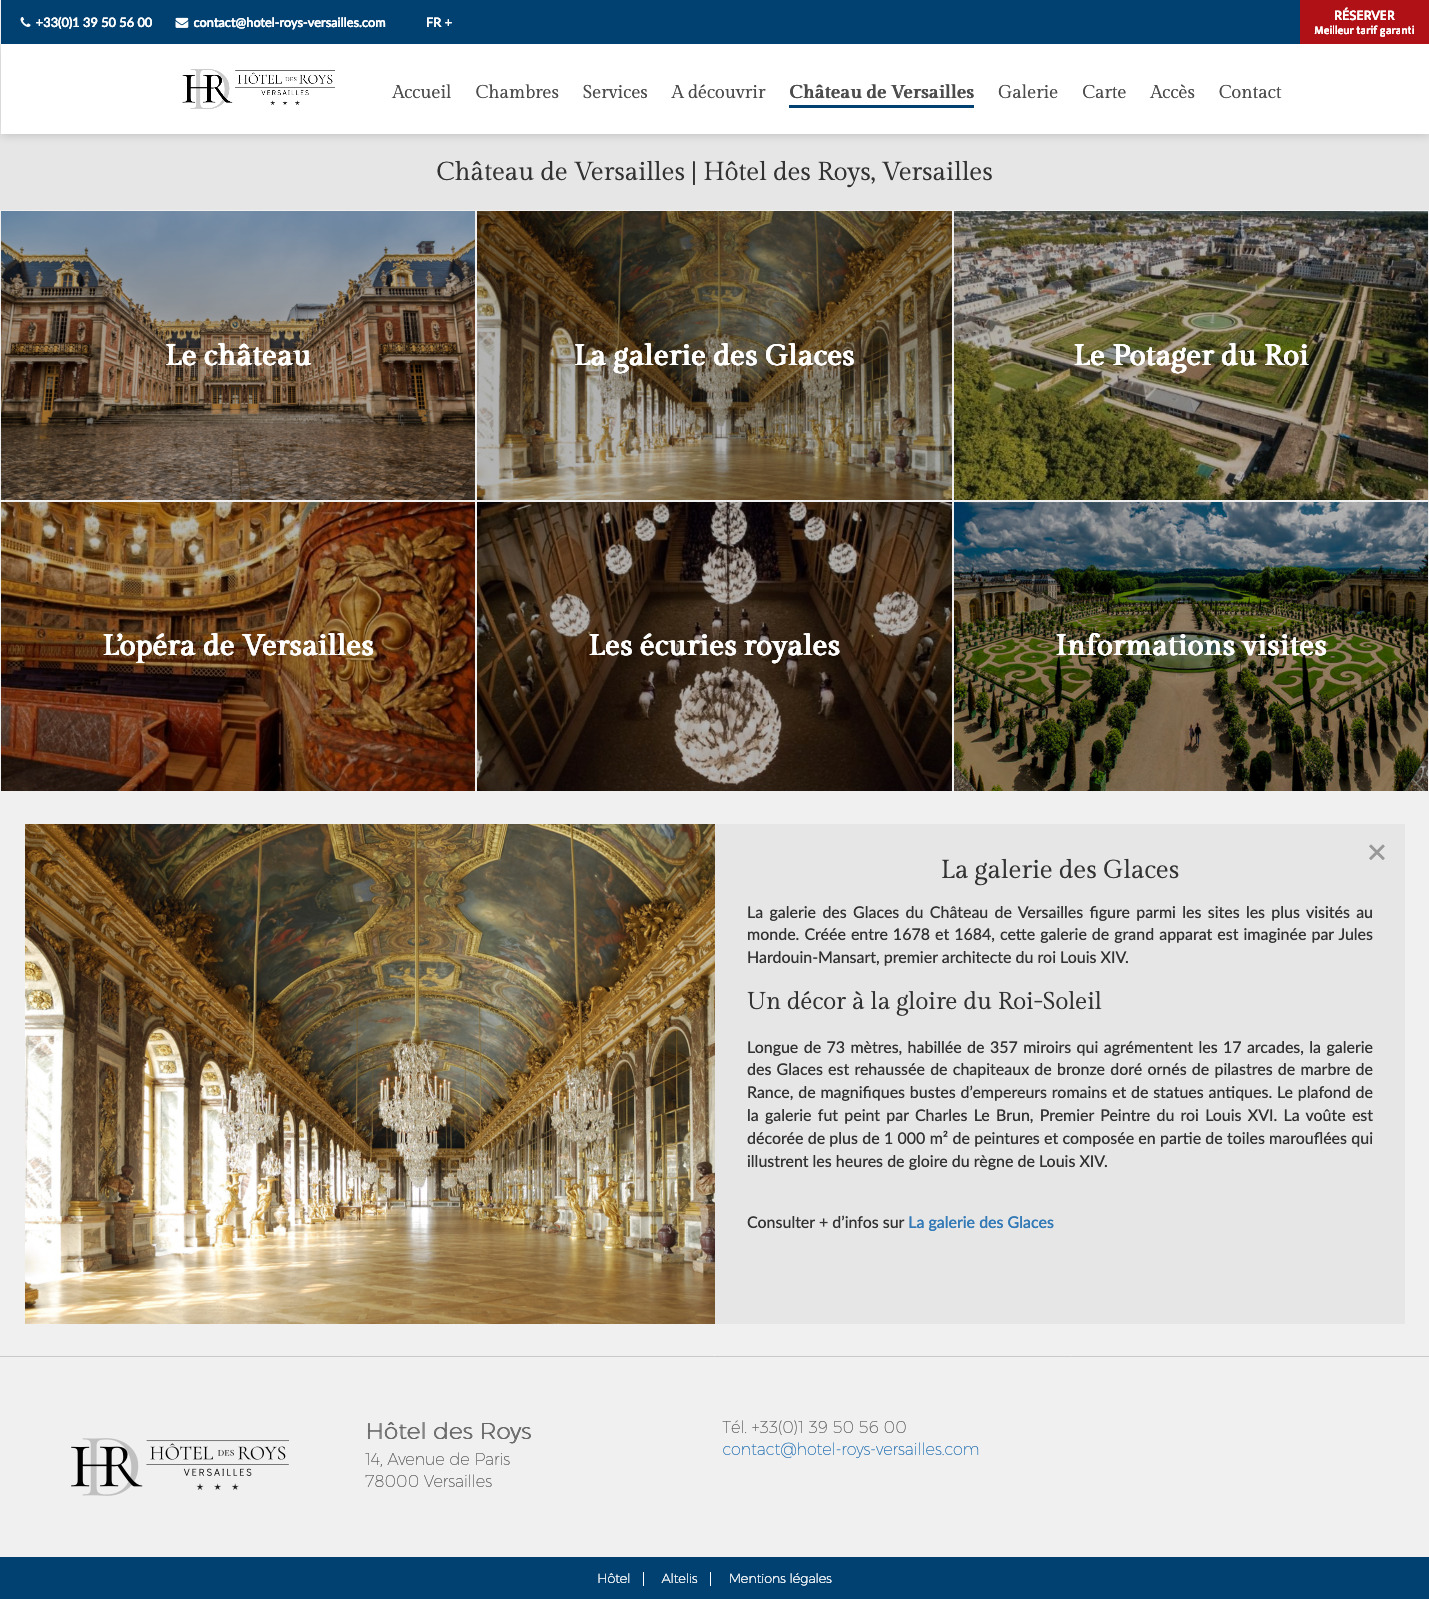 +33(0)1 39 50 56 00 contact@hotel-roys-versailles.com FR +
RÉSERVER
Meilleur tarif garanti
HR HÔTEL DES ROYS
VERSAILLES
★ ★ ★
Accueil Chambres Services A découvrir Château de Versailles Galerie Carte Accès Contact
Château de Versailles | Hôtel des Roys, Versailles
Le château
La galerie des Glaces
Le Potager du Roi
L’opéra de Versailles
Les écuries royales
Informations visites
×
La galerie des Glaces
La galerie des Glaces du Château de Versailles figure parmi les sites les plus visités au
monde. Créée entre 1678 et 1684, cette galerie de grand apparat est imaginée par Jules
Hardouin-Mansart, premier architecte du roi Louis XIV.
Un décor à la gloire du Roi-Soleil
Longue de 73 mètres, habillée de 357 miroirs qui agrémentent les 17 arcades, la galerie
des Glaces est rehaussée de chapiteaux de bronze doré ornés de pilastres de marbre de
Rance, de magnifiques bustes d’empereurs romains et de statues antiques. Le plafond de
la galerie fut peint par Charles Le Brun, Premier Peintre du roi Louis XVI. La voûte est
décorée de plus de 1 000 m² de peintures et composée en partie de toiles marouflées qui
illustrent les heures de gloire du règne de Louis XIV.
Consulter + d’infos sur La galerie des Glaces
HR HÔTEL DES ROYS
VERSAILLES
★ ★ ★
Hôtel des Roys
14, Avenue de Paris
78000 Versailles
Tél. +33(0)1 39 50 56 00
contact@hotel-roys-versailles.com
Hôtel | Altelis | Mentions légales